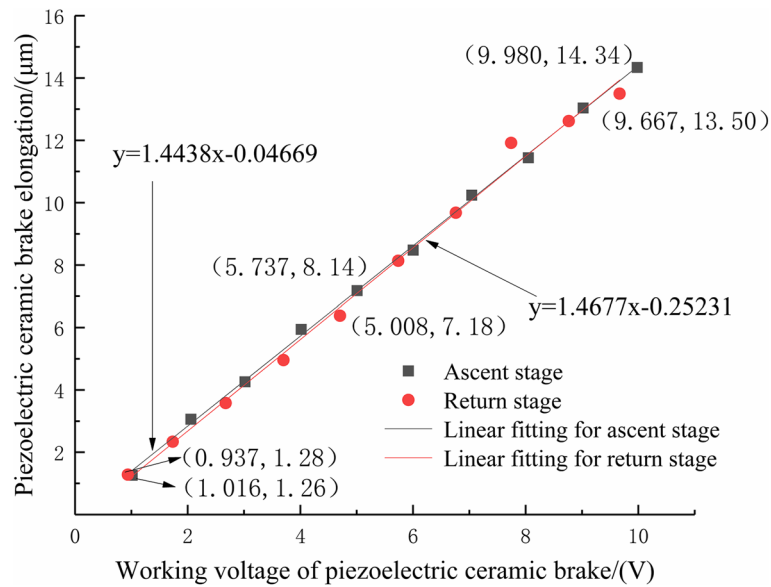 16
14
12
10
8
6
4
2
0
2
4
6
8
10
Piezoelectric ceramic brake elongation/(μm)
Working voltage of piezoelectric ceramic brake/(V)
(9.980,14.34)
(9.667,13.50)
y=1.4438x-0.04669
(5.737,8.14)
y=1.4677x-0.25231
(5.008,7.18)
Ascent stage
Return stage
Linear fitting for ascent stage
Linear fitting for return stage
(0.937,1.28)
(1.016,1.26)